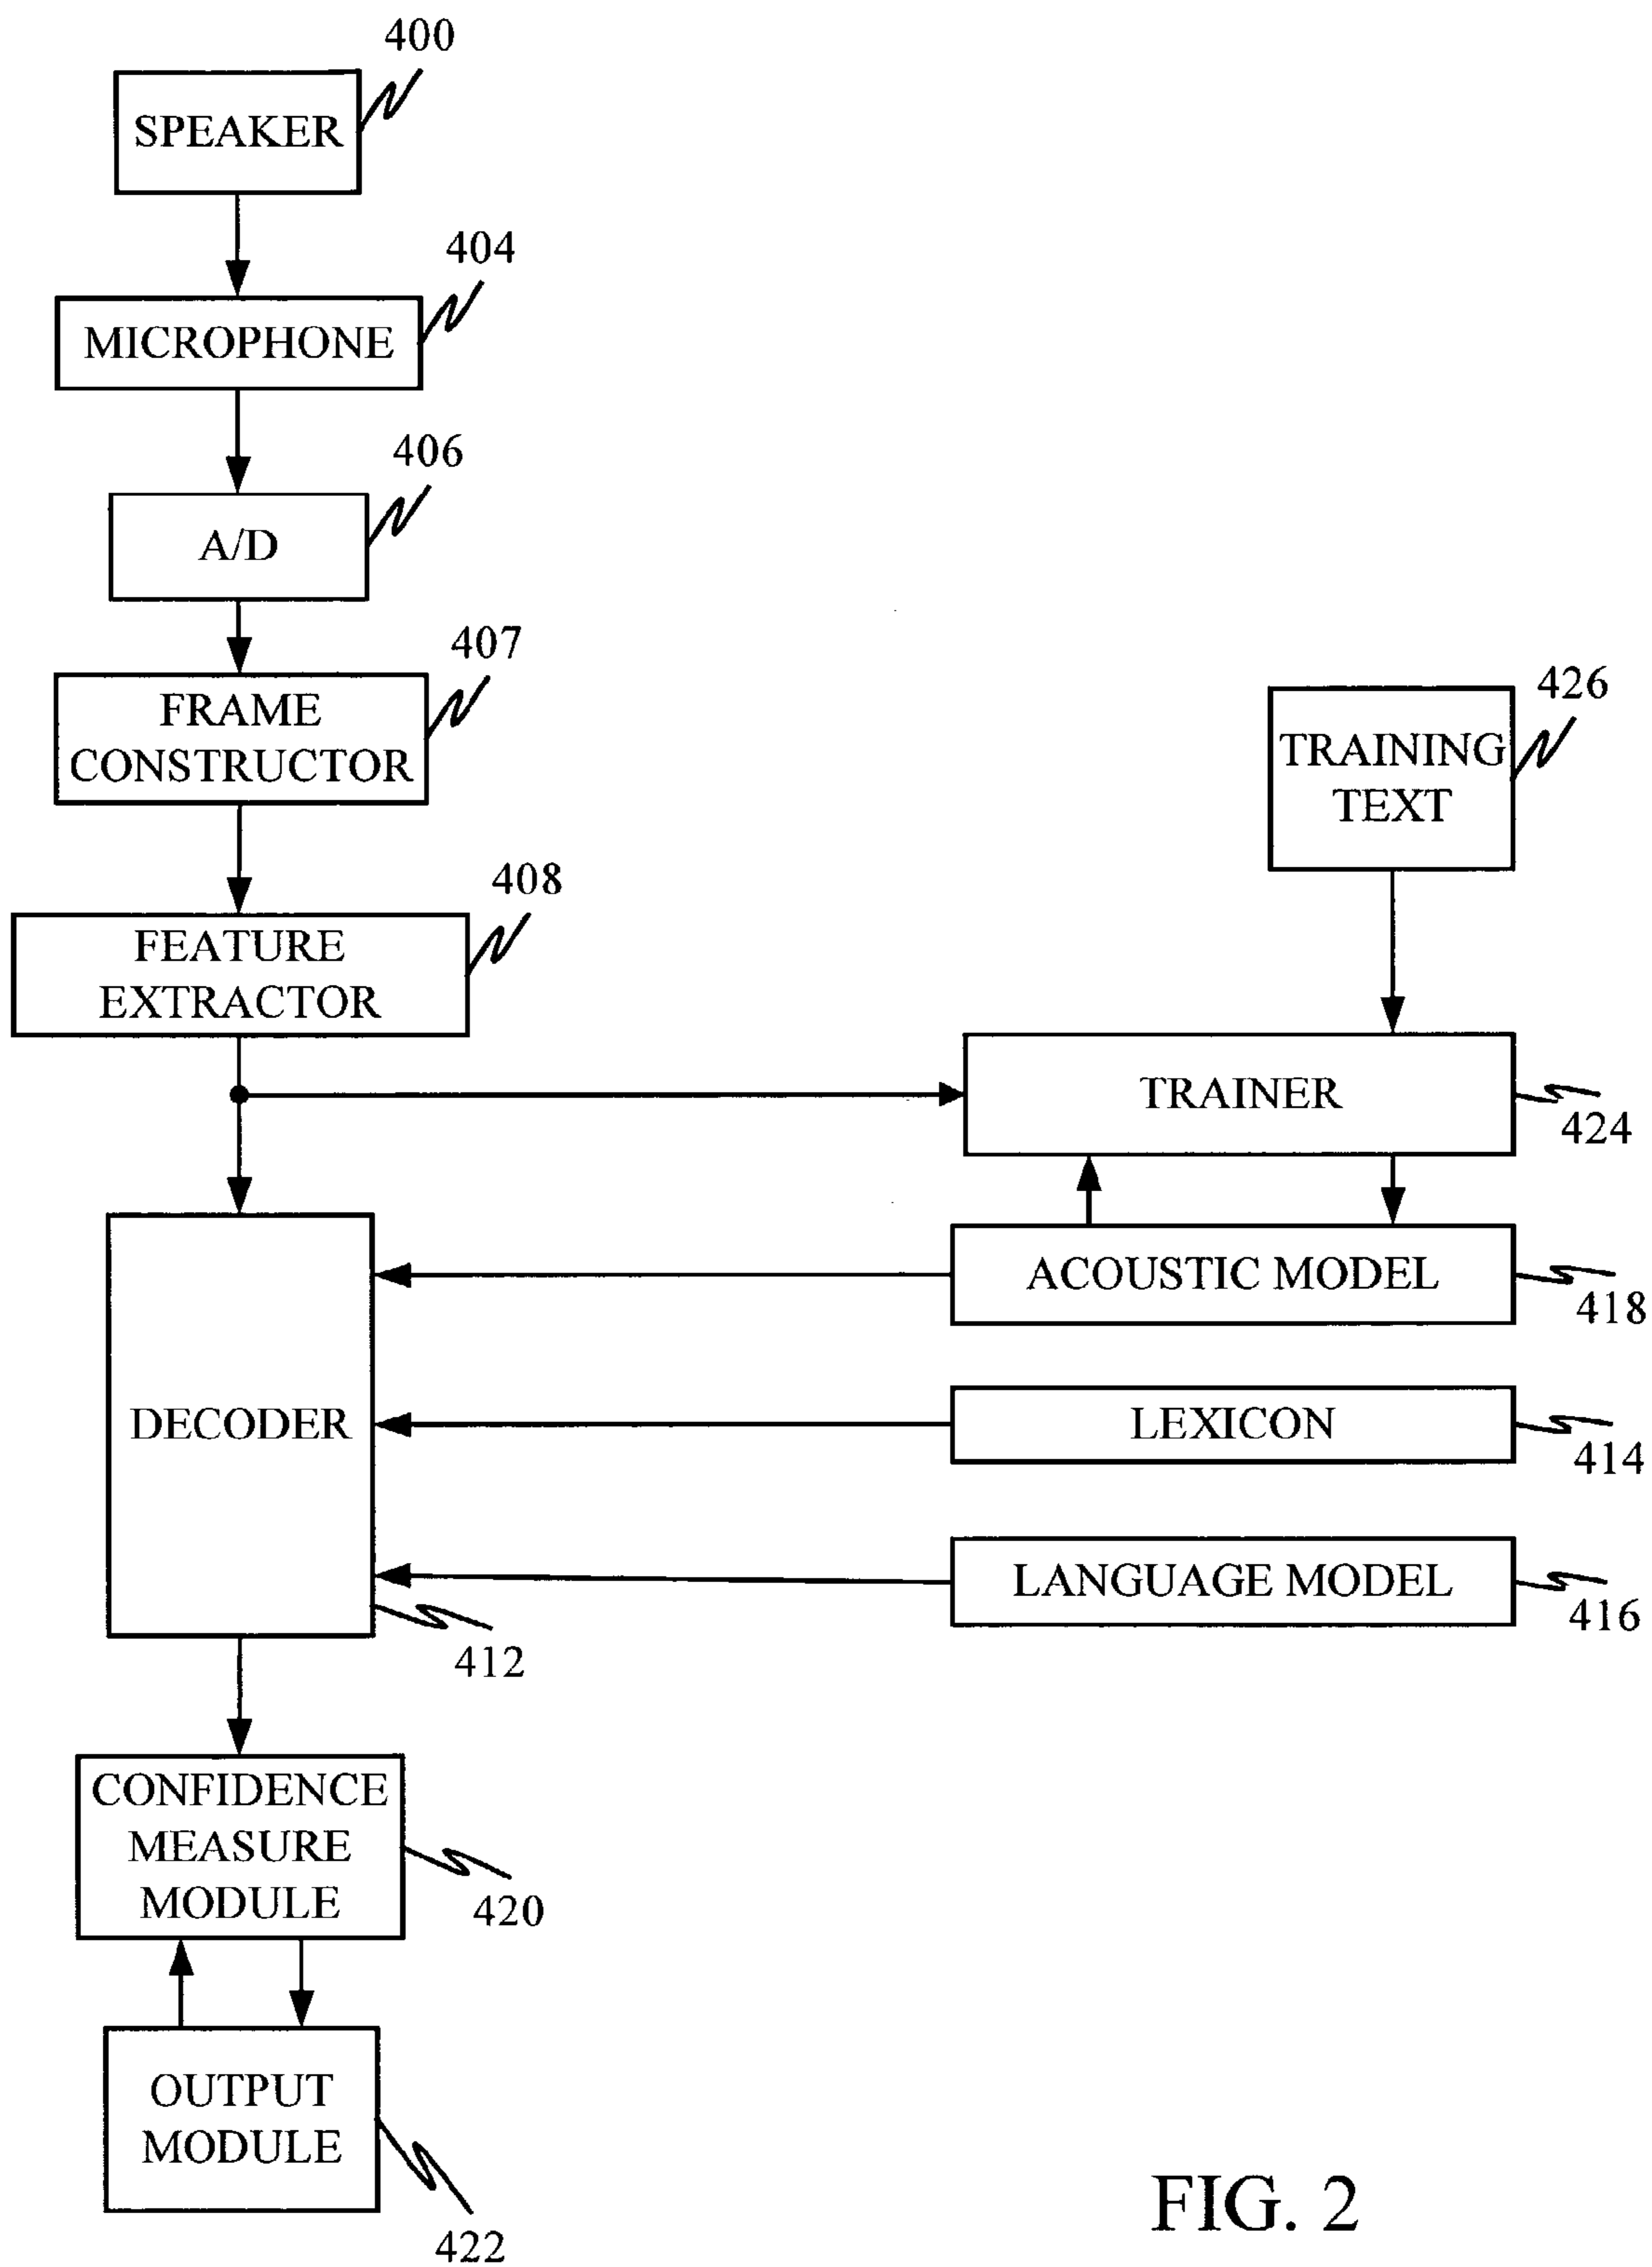 400
SPEAKER
404
MICROPHONE
406
A/D
407
FRAME
CONSTRUCTOR
426
TRAINING
TEXT
408
FEATURE
EXTRACTOR
TRAINER
424
ACOUSTIC MODEL
418
DECODER
LEXICON
414
LANGUAGE MODEL
416
412
CONFIDENCE
MEASURE
MODULE
420
OUTPUT
MODULE
422
FIG. 2